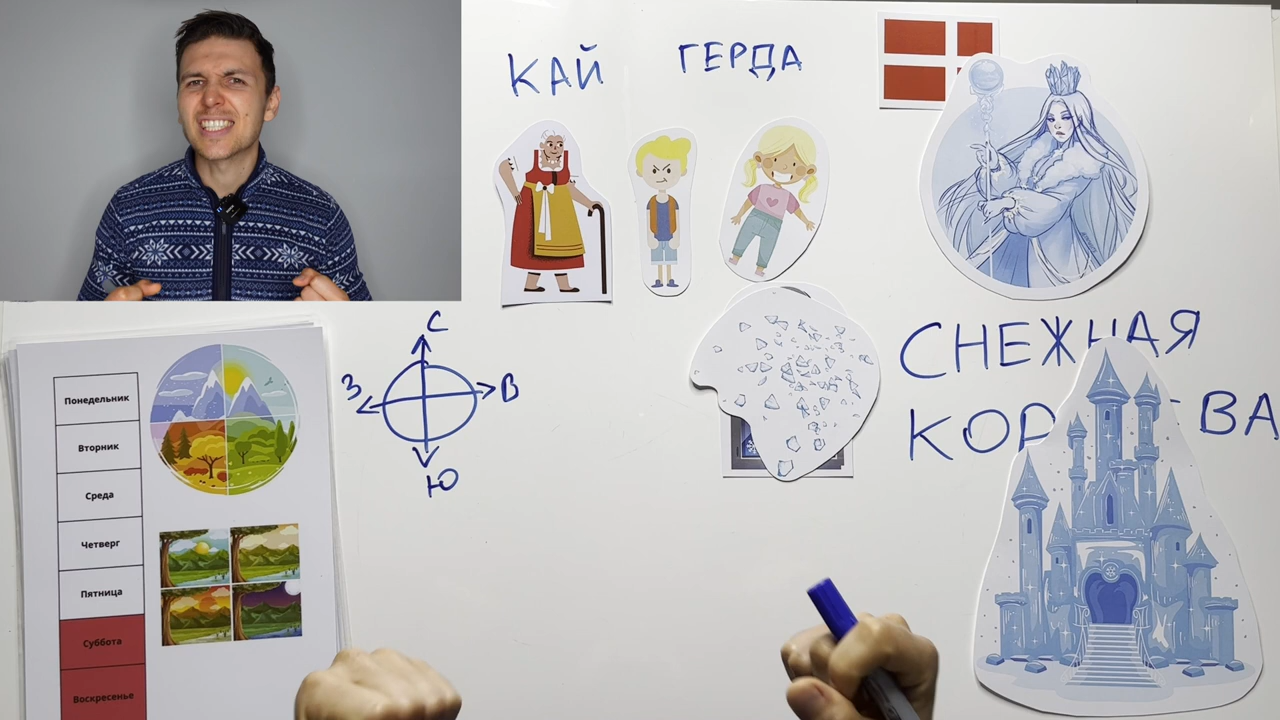 КАЙ
ГЕРДА
СНЕЖНАЯ
КОР ВА
С
З
В
Ю
Понедельник
Вторник
Среда
Четверг
Пятница
Суббота
Воскресенье